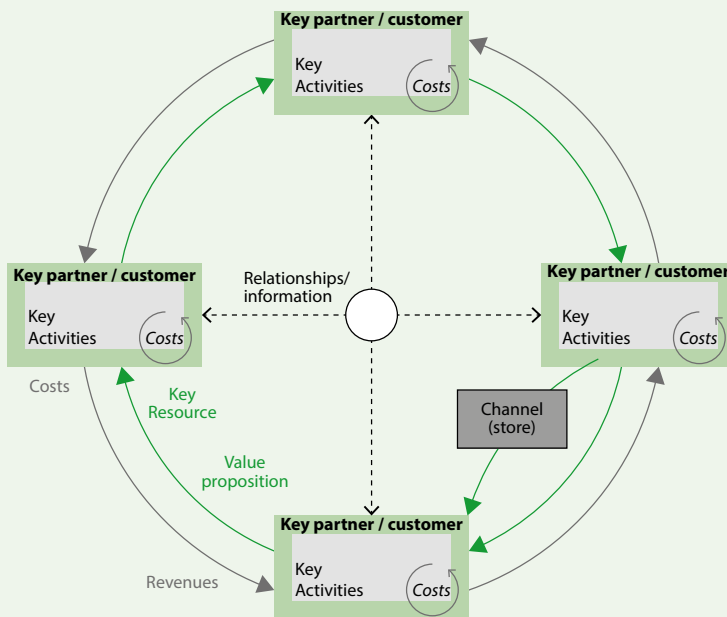 Key partner / customer
Key
Activities
Costs
Key partner / customer
Key
Activities
Costs
Relationships/
information
Key partner / customer
Key
Activities
Costs
Costs
Key
Resource
Channel
(store)
Value
proposition
Key partner / customer
Key
Activities
Costs
Revenues